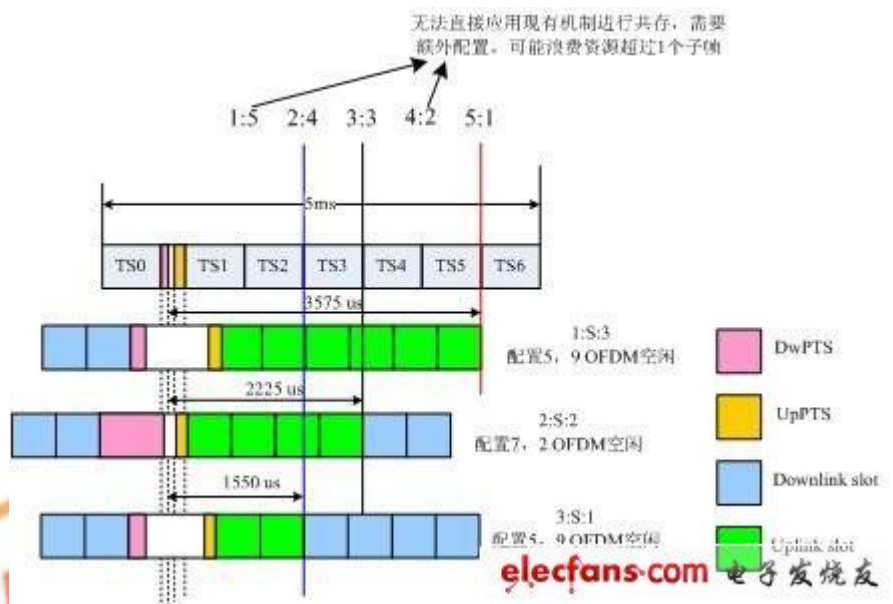 无法直接应用现有机制进行共存，需要
额外配置。可能浪费资源超过1个子帧
1:5 2:4 3:3 4:2 5:1
5ms
TS0 TS1 TS2 TS3 TS4 TS5 TS6
3575 us
1:S:3
配置5，9 OFDM空闲
2225 us
2:S:2
配置7，2 OFDM空闲
1550 us
3:S:1
配置5，9 OFDM空闲
DwPTS
UpPTS
Downlink slot
Uplink slot
elecfans·com 电子发烧友